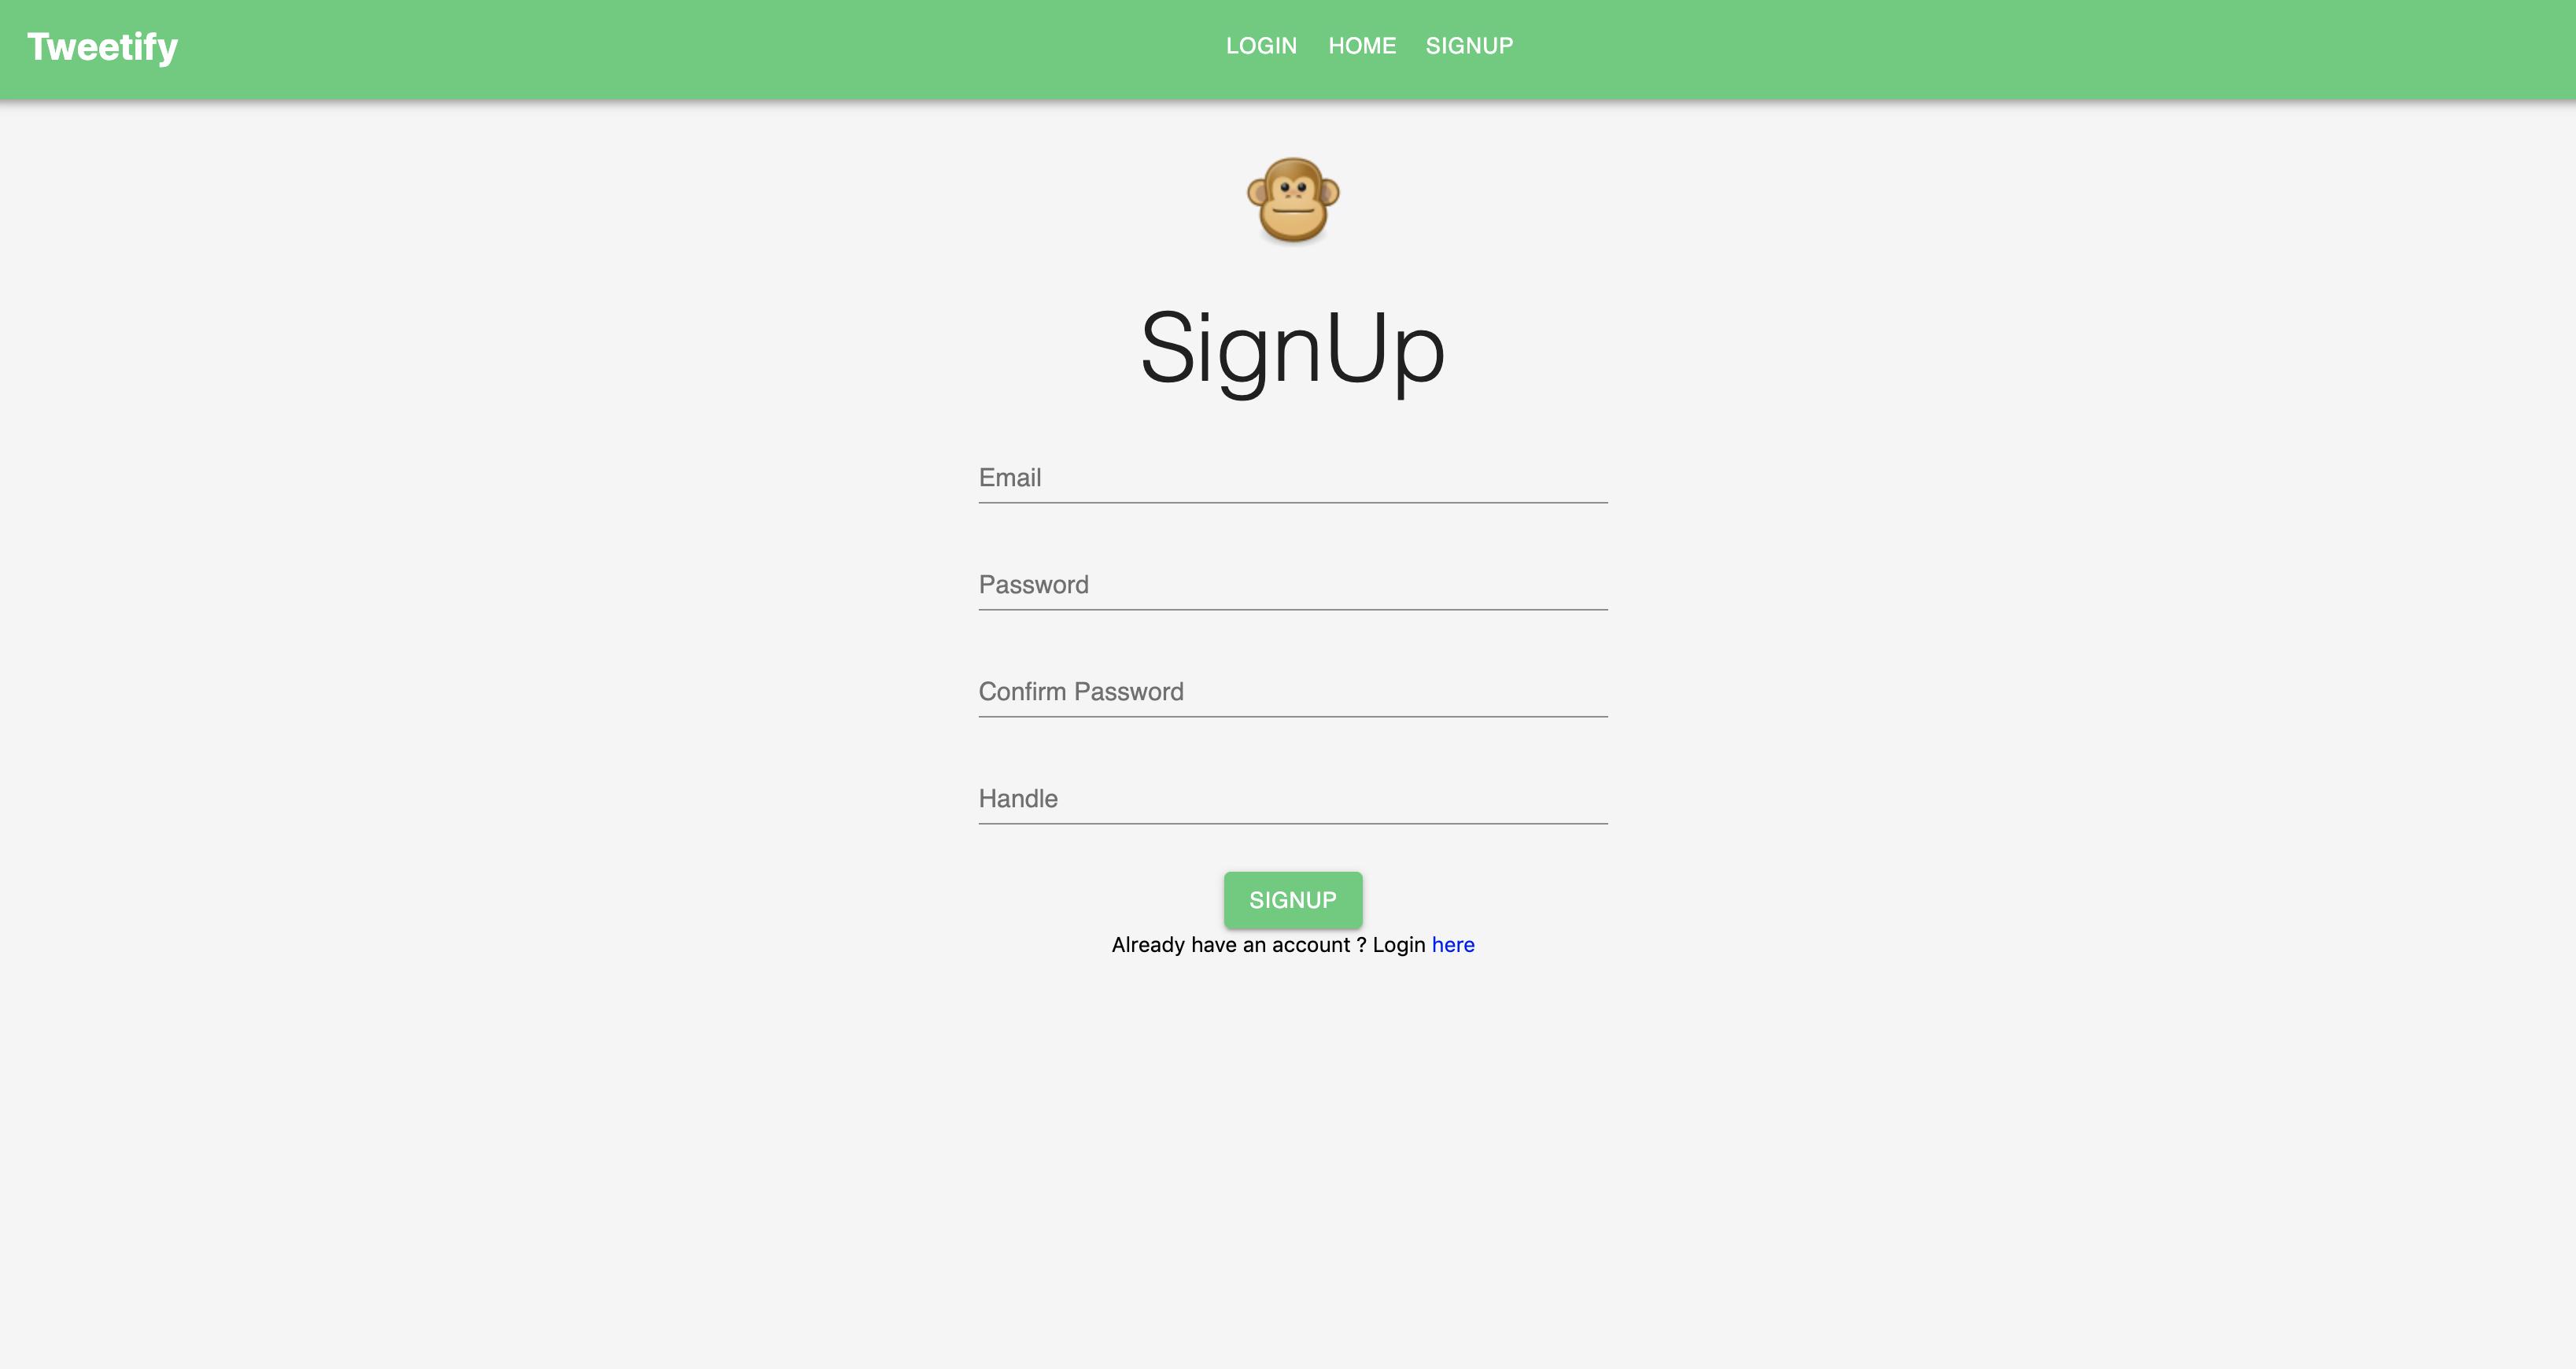 Tweetify
LOGIN HOME SIGNUP
SignUp
Email
Password
Confirm Password
Handle
SIGNUP
Already have an account ? Login here